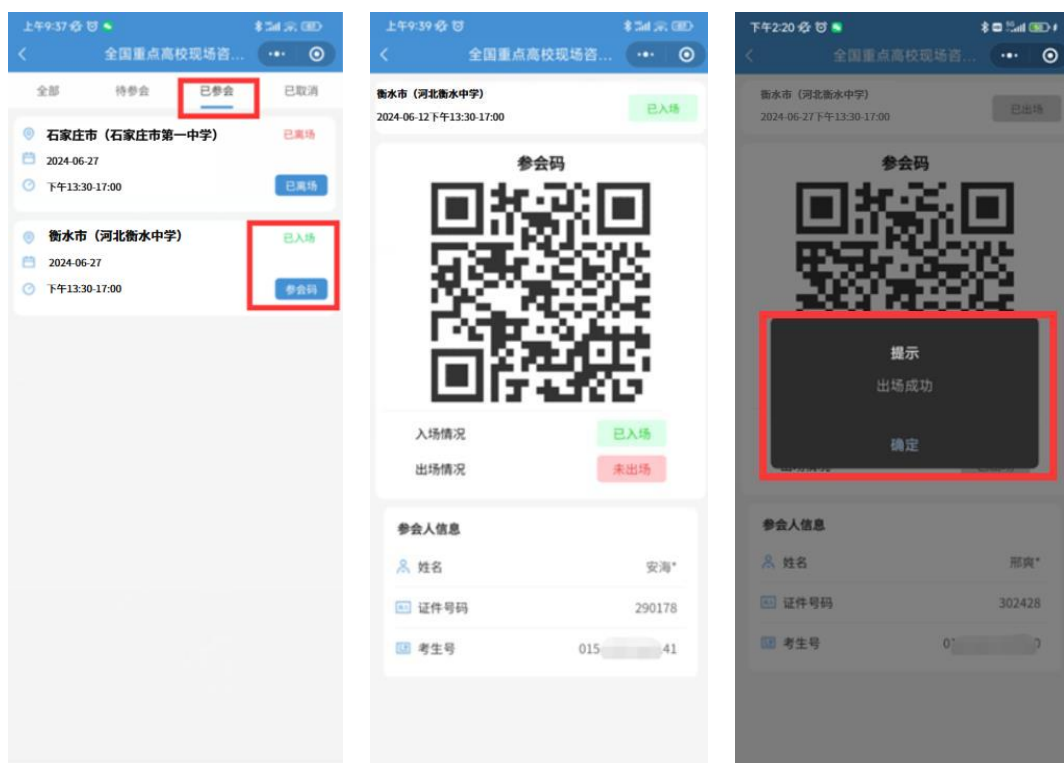 上午9:37
全国重点高校现场咨...
全部 待参会 已参会 已取消
石家庄市（石家庄市第一中学） 已离场
2024-06-27
下午13:30-17:00 已离场
衡水市（河北衡水中学） 已入场
2024-06-27
下午13:30-17:00 参会码
上午9:39
全国重点高校现场咨...
衡水市（河北衡水中学）
2024-06-12下午13:30-17:00 已入场
参会码
入场情况 已入场
出场情况 未出场
参会人信息
姓名 安海*
证件号码 290178
考生号 015 41
下午2:20
全国重点高校现场咨...
衡水市（河北衡水中学）
2024-06-27下午13:30-17:00 已出场
参会码
提示
出场成功
确定
参会人信息
姓名 邢爽*
证件号码 302428
考生号 0